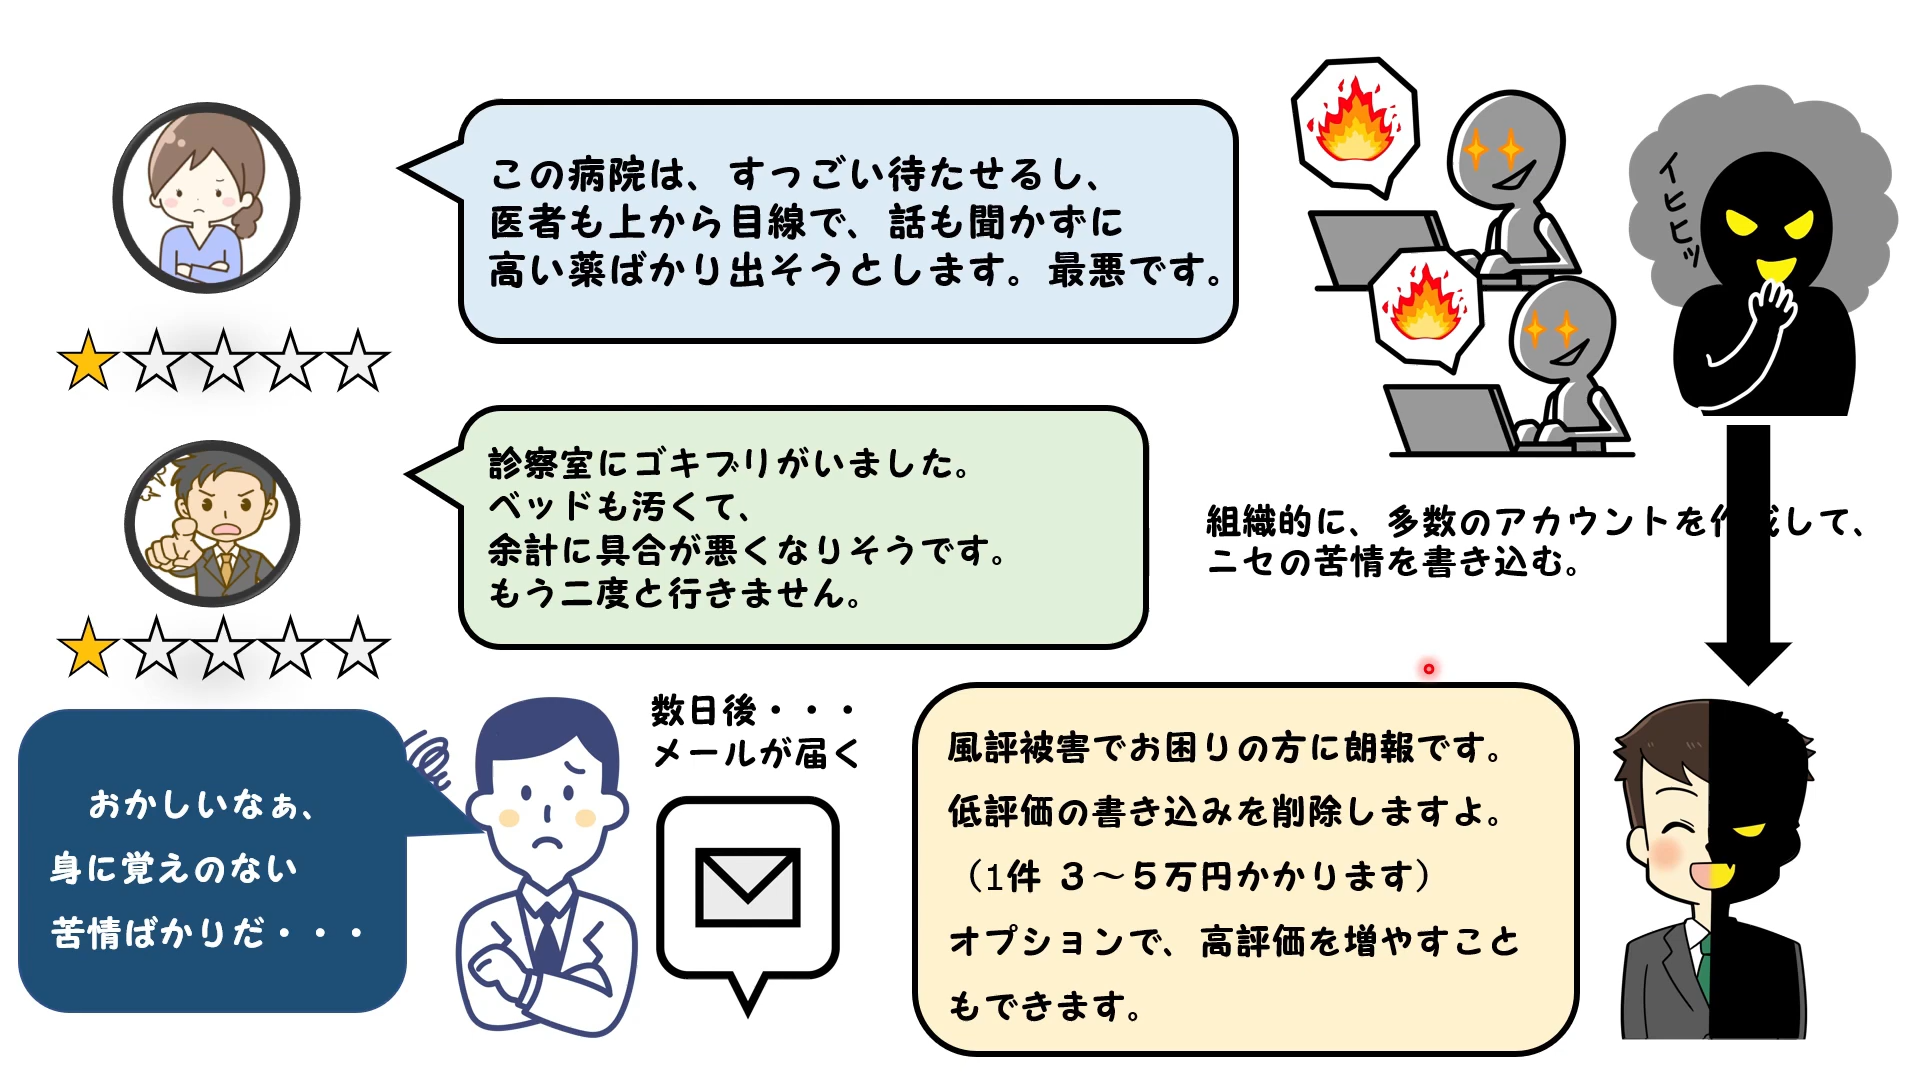 この病院は、すっごい待たせるし、
医者も上から目線で、話も聞かずに
高い薬ばかり出そうとします。最悪です。
イヒヒッ
診察室にゴキブリがいました。
ベッドも汚くて、
余計に具合が悪くなりそうです。
もう二度と行きません。
組織的に、多数のアカウントを作成して、
ニセの苦情を書き込む。
おかしいなぁ、
身に覚えのない
苦情ばかりだ・・・
数日後・・・
メールが届く
風評被害でお困りの方に朗報です。
低評価の書き込みを削除しますよ。
（1件 ３～５万円かかります）
オプションで、高評価を増やすこと
もできます。